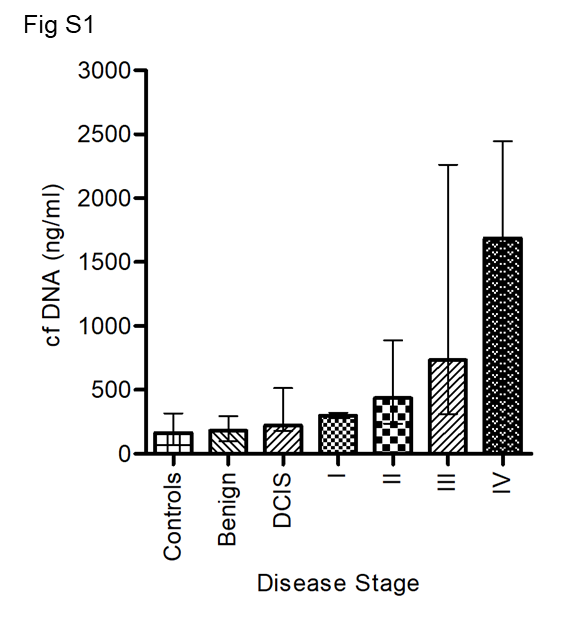 Fig S1
3000
2500
2000
1500
1000
500
0
cf DNA (ng/ml)
Controls
Benign
DCIS
I
II
III
IV
Disease Stage